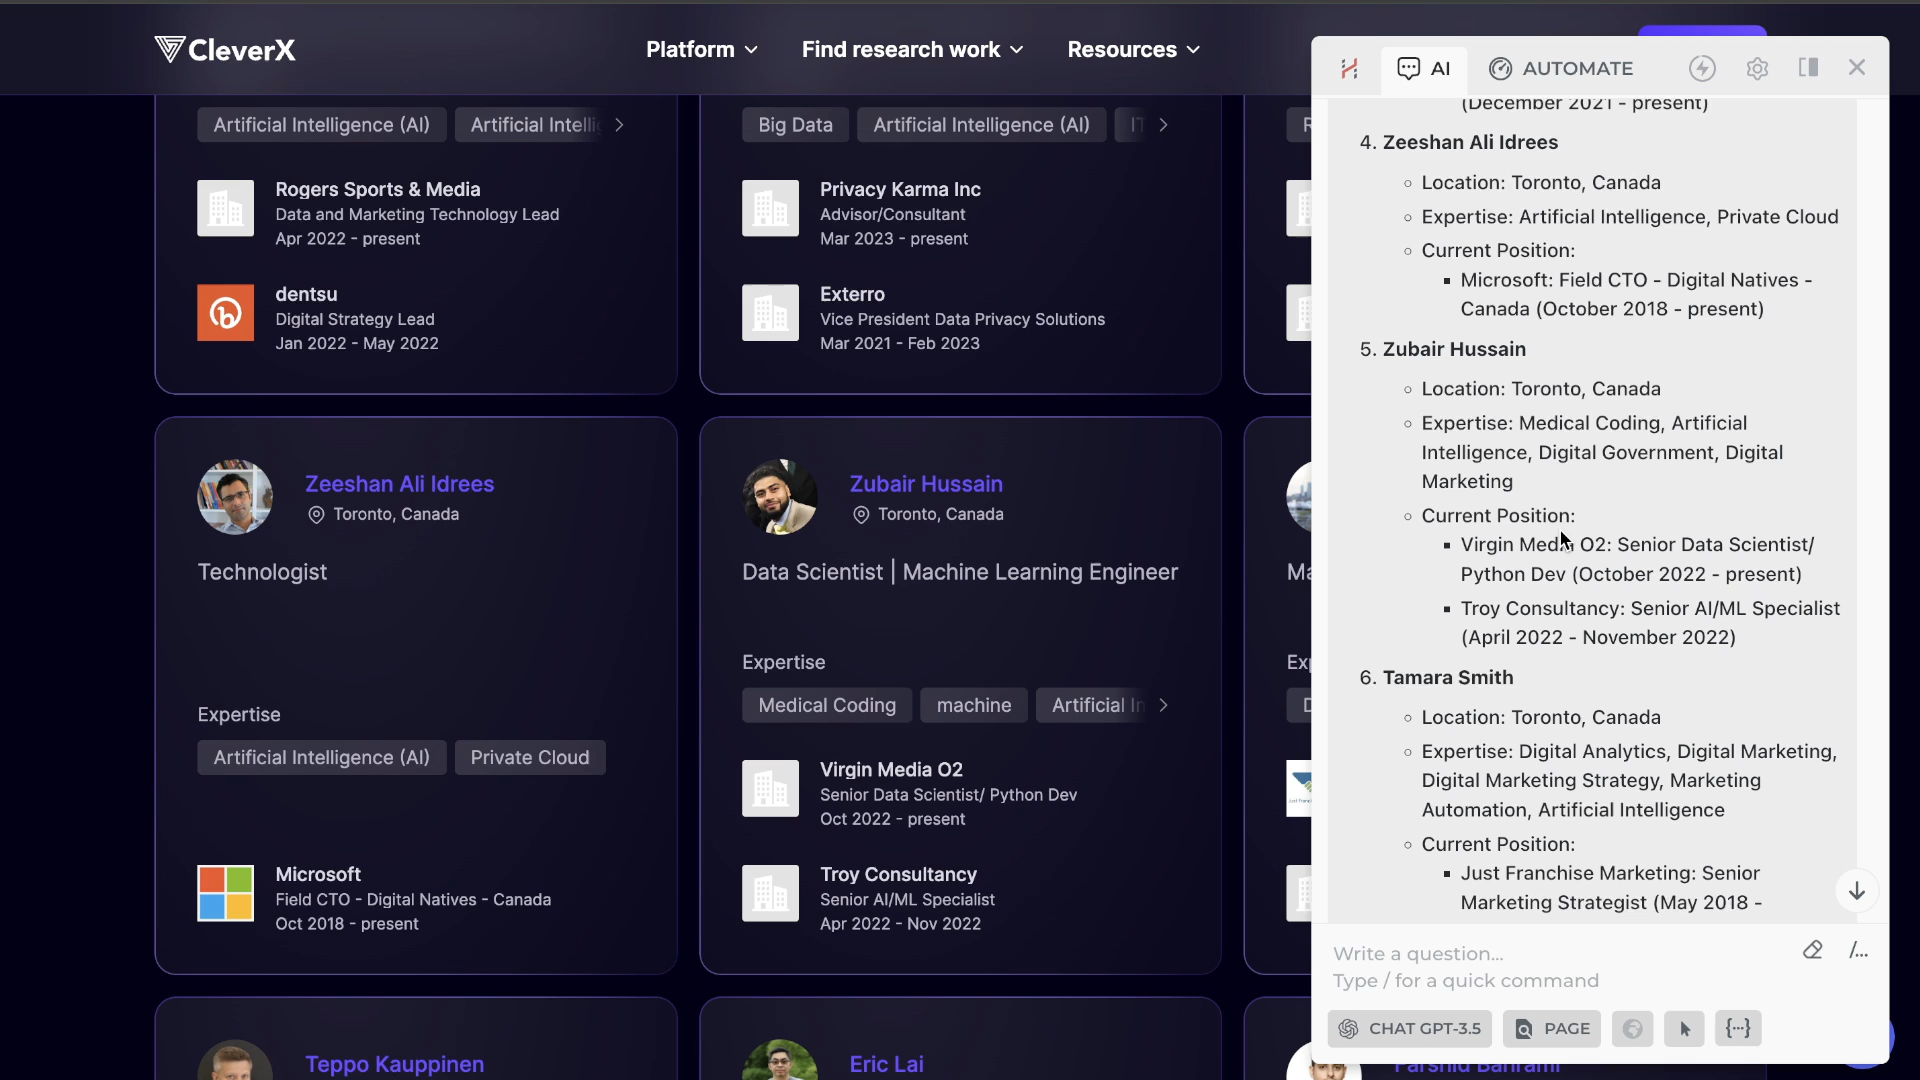 CleverX
Platform
Find research work
Resources
Artificial Intelligence (AI)
Rogers Sports & Media
Data and Marketing Technology Lead
Apr 2022 - present
dentsu
Digital Strategy Lead
Jan 2022 - May 2022
Big Data
Artificial Intelligence (AI)
Privacy Karma Inc
Advisor/Consultant
Mar 2023 - present
Exterro
Vice President Data Privacy Solutions
Mar 2021 - Feb 2023
Zeeshan Ali Idrees
Toronto, Canada
Technologist
Expertise
Artificial Intelligence (AI)
Private Cloud
Microsoft
Field CTO - Digital Natives - Canada
Oct 2018 - present
Zubair Hussain
Toronto, Canada
Data Scientist | Machine Learning Engineer
Expertise
Medical Coding
machine
Artificial
Virgin Media O2
Senior Data Scientist/ Python Dev
Oct 2022 - present
Troy Consultancy
Senior AI/ML Specialist
Apr 2022 - Nov 2022
Teppo Kauppinen
Eric Lai
AI
AUTOMATE
(December 2021 - present)
4. Zeeshan Ali Idrees
Location: Toronto, Canada
Expertise: Artificial Intelligence, Private Cloud
Current Position:
Microsoft: Field CTO - Digital Natives -
Canada (October 2018 - present)
5. Zubair Hussain
Location: Toronto, Canada
Expertise: Medical Coding, Artificial
Intelligence, Digital Government, Digital
Marketing
Current Position:
Virgin Media O2: Senior Data Scientist/
Python Dev (October 2022 - present)
Troy Consultancy: Senior AI/ML Specialist
(April 2022 - November 2022)
6. Tamara Smith
Location: Toronto, Canada
Expertise: Digital Analytics, Digital Marketing,
Digital Marketing Strategy, Marketing
Automation, Artificial Intelligence
Current Position:
Just Franchise Marketing: Senior
Marketing Strategist (May 2018 -
Write a question...
Type / for a quick command
/...
CHAT GPT-3.5
PAGE